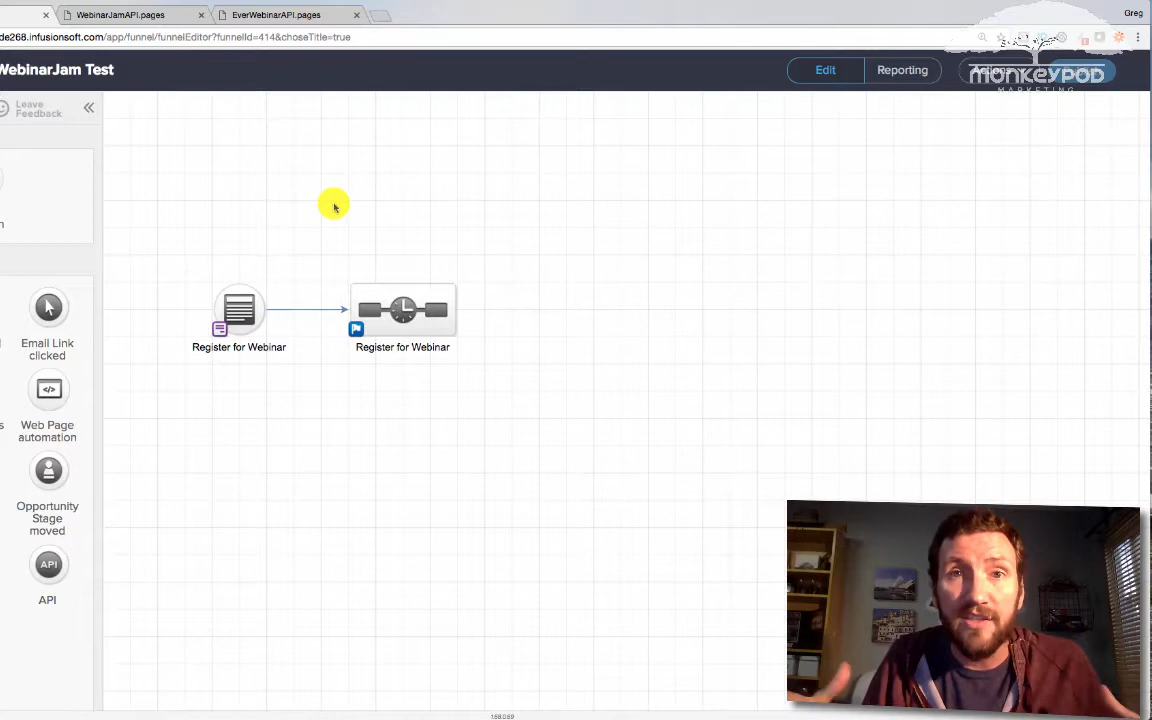 WebinarJamAPI.pages
EverWebinarAPI.pages
Greg
de268.infusionsoft.com/app/funnel/funnelEditor?funnelId=414&choseTitle=true
WebinarJam Test
Edit
Reporting
MONKEYPOD
MARKETING
Leave
Feedback
n
Email Link
clicked
Web Page
automation
s
Opportunity
Stage
moved
API
API
Register for Webinar
Register for Webinar